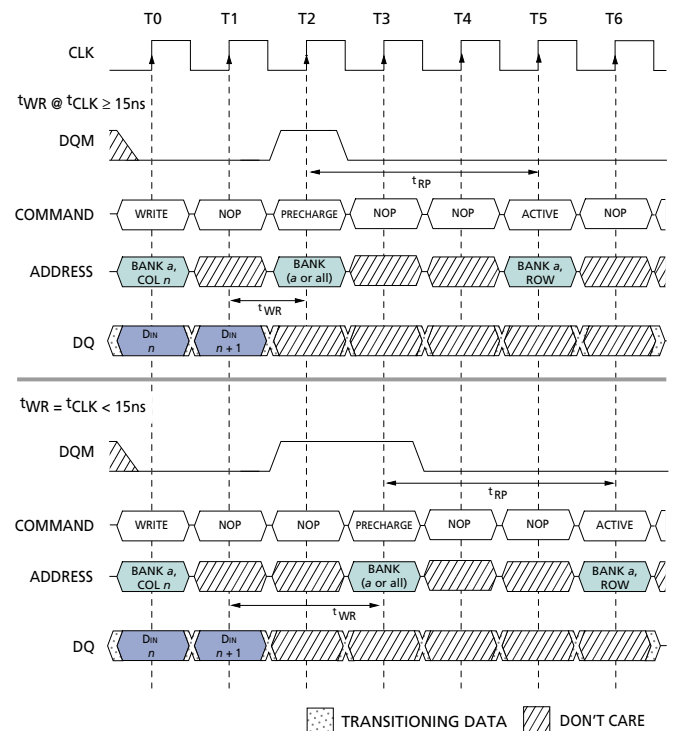 T0 T1 T2 T3 T4 T5 T6
CLK
tWR @ tCLK ≥ 15ns
DQM
tRP
COMMAND WRITE NOP PRECHARGE NOP NOP ACTIVE NOP
ADDRESS BANK a, COL n BANK (a or all) BANK a, ROW
tWR
DQ DIN n DIN n + 1
tWR = tCLK < 15ns
DQM
tRP
COMMAND WRITE NOP NOP PRECHARGE NOP NOP ACTIVE
ADDRESS BANK a, COL n BANK (a or all) BANK a, ROW
tWR
DQ DIN n DIN n + 1
TRANSITIONING DATA DON'T CARE